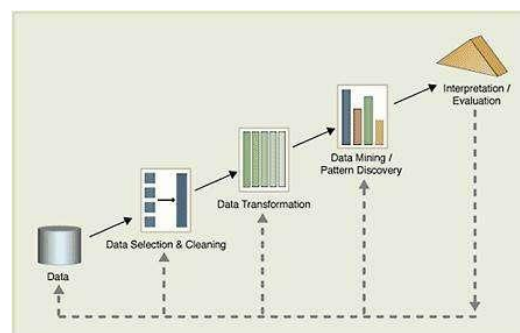 Data
Data Selection & Cleaning
Data Transformation
Data Mining /
Pattern Discovery
Interpretation /
Evaluation